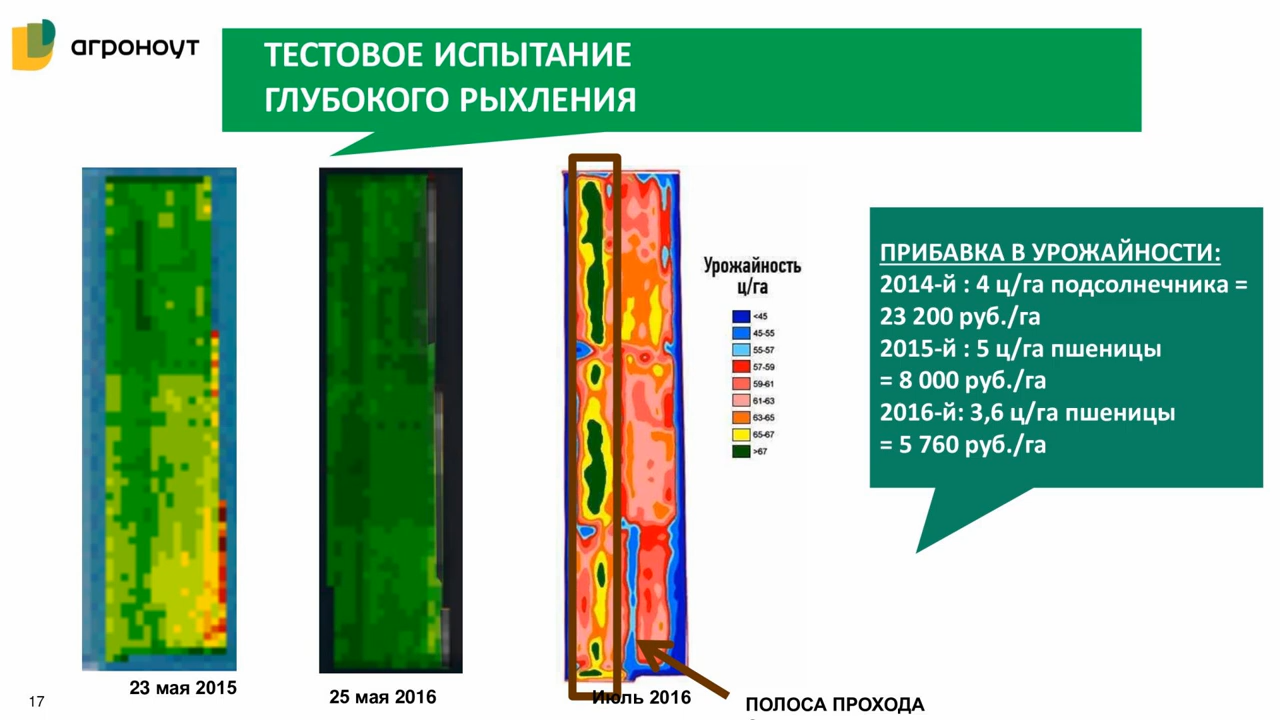 агроноут
ТЕСТОВОЕ ИСПЫТАНИЕ
ГЛУБОКОГО РЫХЛЕНИЯ
Урожайность
ц/га
<45
45-55
55-57
57-59
59-61
61-63
63-65
65-67
>67
ПРИБАВКА В УРОЖАЙНОСТИ:
2014-й : 4 ц/га подсолнечника =
23 200 руб./га
2015-й : 5 ц/га пшеницы
= 8 000 руб./га
2016-й: 3,6 ц/га пшеницы
= 5 760 руб./га
23 мая 2015
25 мая 2016
Июль 2016
ПОЛОСА ПРОХОДА
17